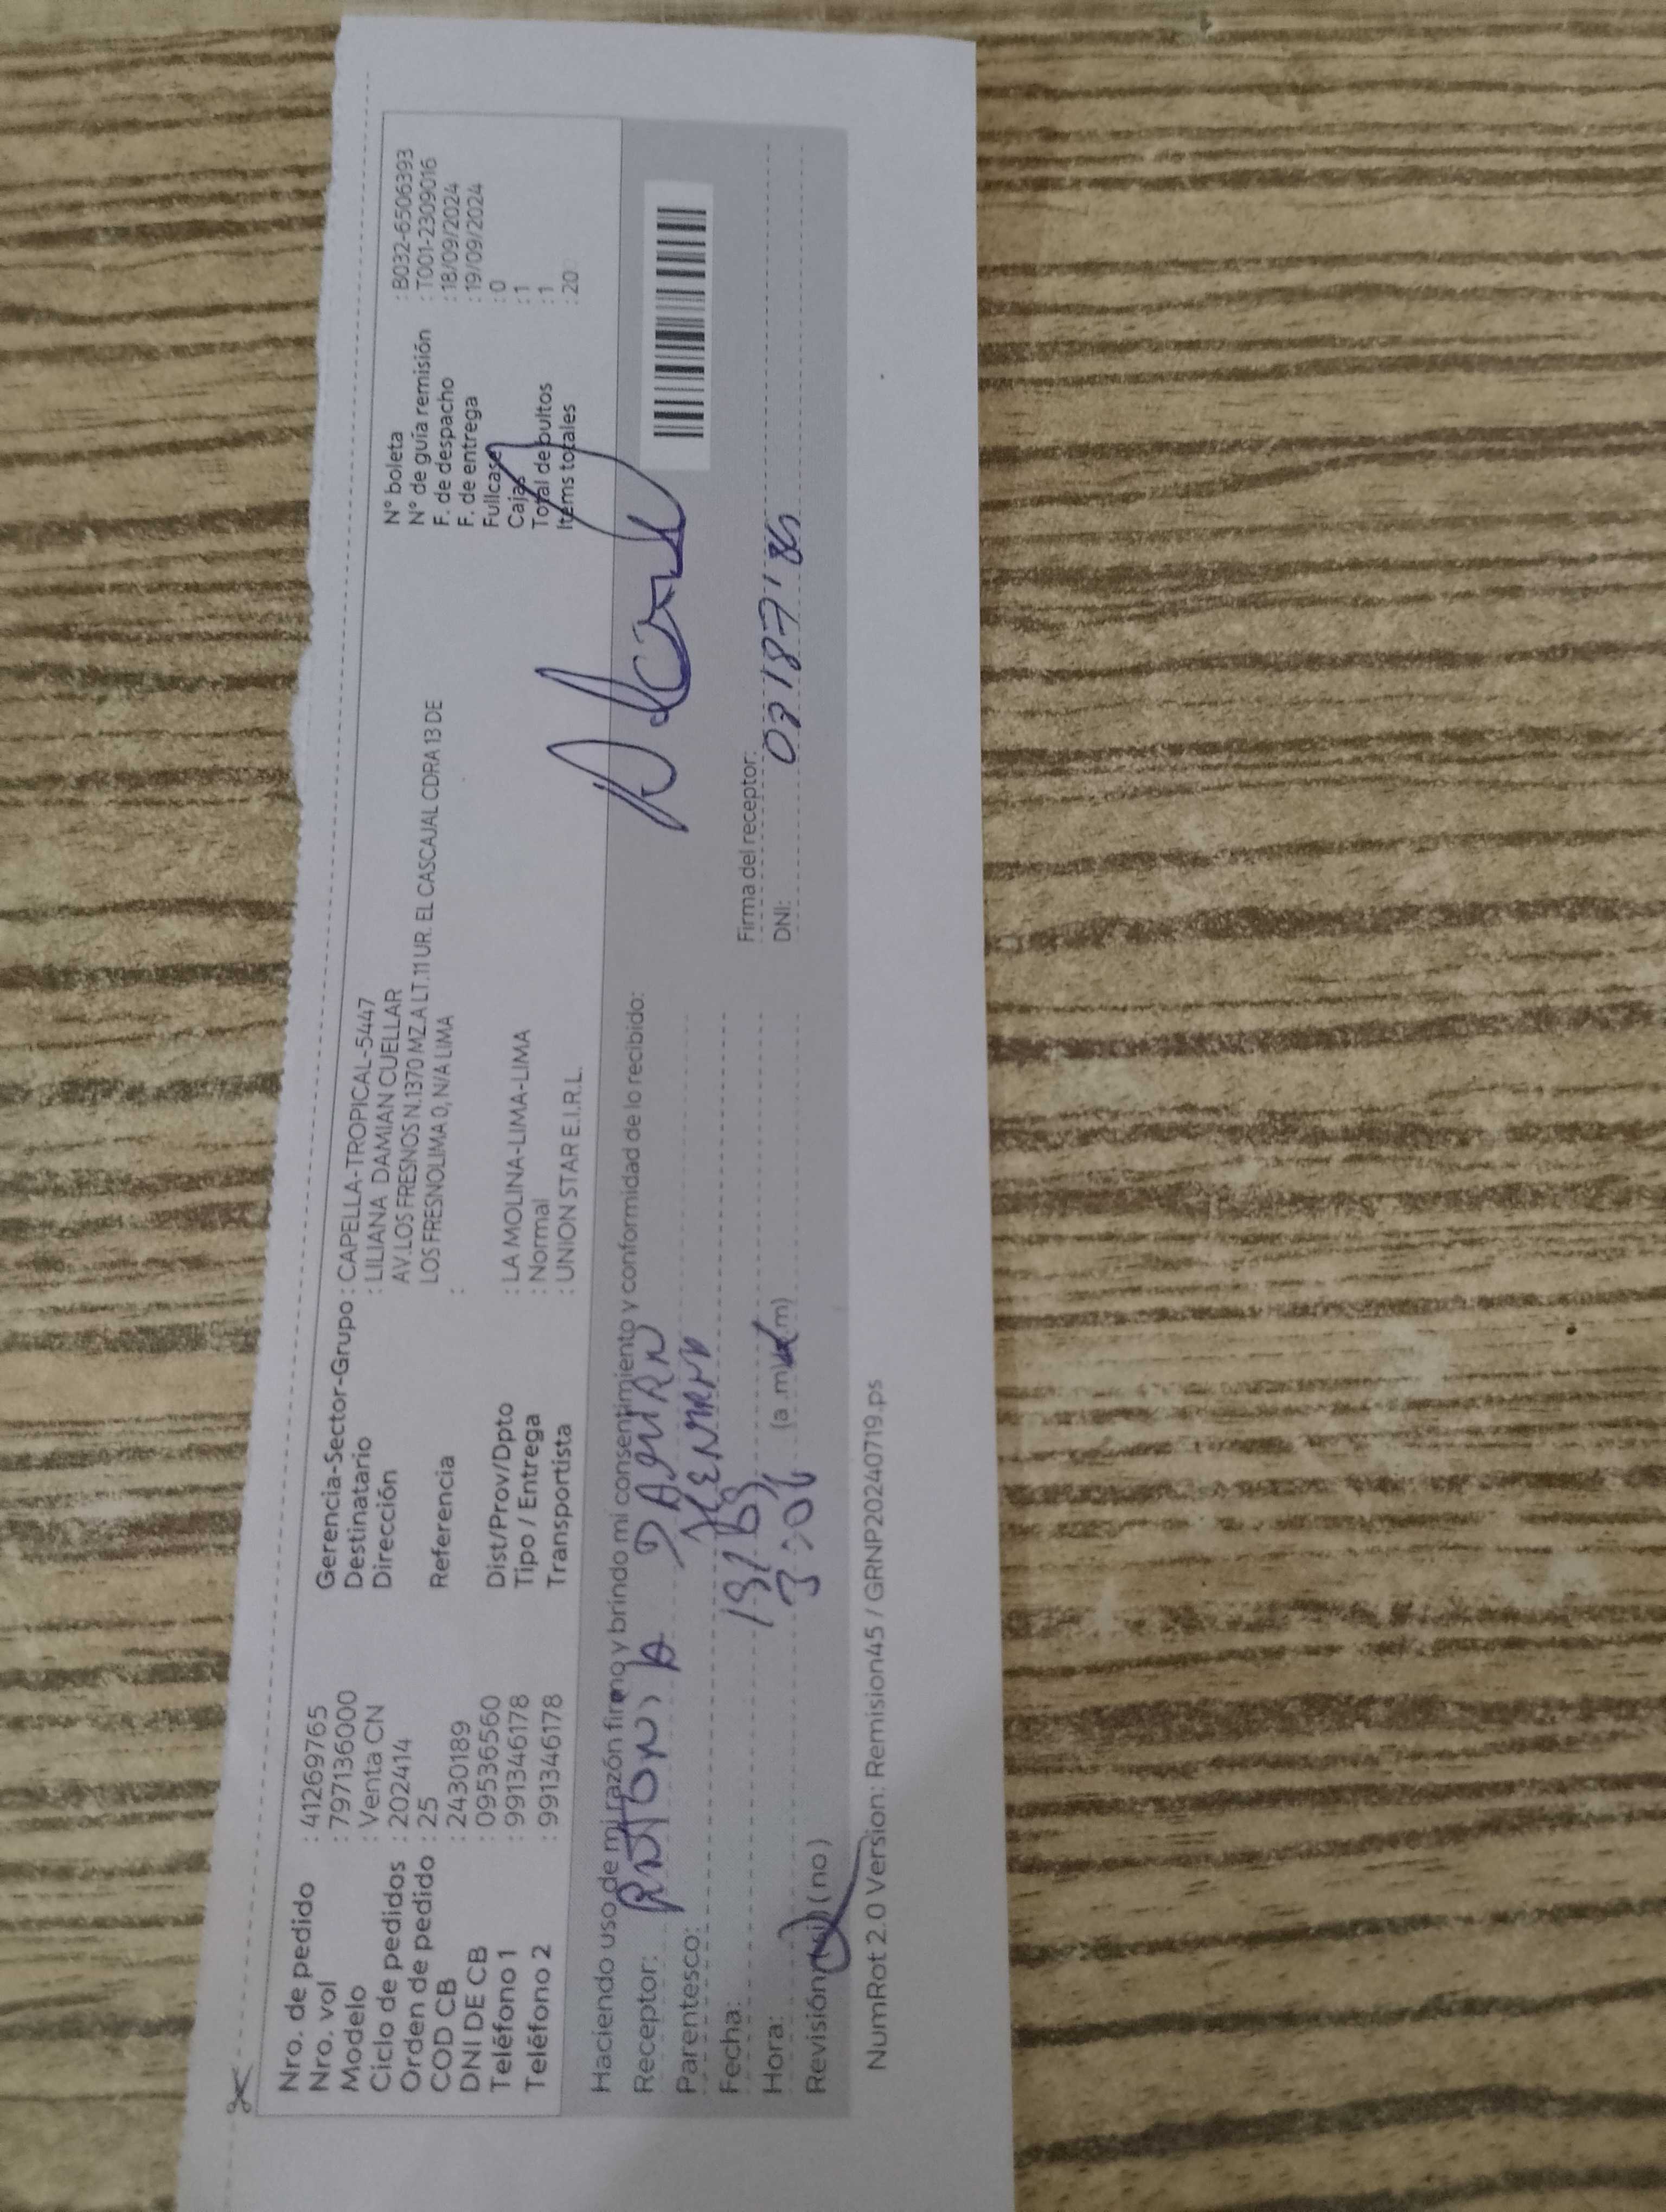 Nro. de pedido : 41269765
Nro. vol : 797136000
Modelo : Venta CN
Ciclo de pedidos : 202414
Orden de pedido : 25
COD CB : 2430189
DNI DE CB : 09536560
Teléfono 1 : 991346178
Teléfono 2 : 991346178
Gerencia-Sector-Grupo : CAPELLA-TROPICAL-5447
Destinatario : LILIANA DAMIAN CUELLAR
Dirección AV.LOS FRESNOS N.1370 MZ.A LT.11 UR. EL CASCAJAL CDRA 13 DE
LOS FRESNOLIMA 0, N/A LIMA
Referencia :
Dist/Prov/Dpto : LA MOLINA-LIMA-LIMA
Tipo / Entrega : Normal
Transportista : UNION STAR E.I.R.L.
N° boleta : B032-6506393
N° de guía remisión : T001-2309016
F. de despacho : 18/09/2024
F. de entrega : 19/09/2024
Fullcase : 0
Cajas : 1
Total de bultos : 1
Items totales : 20
Haciendo uso de mi razón firmo y brindo mi consentimiento y conformidad de lo recibido:
Receptor: DAMIAN
Parentesco:
Fecha:
Hora: 3:06 (a.m
Revisión (no)
Firma del receptor:
DNI:
NumRot 2.0 Version: Remision45 / GRNP20240719.ps